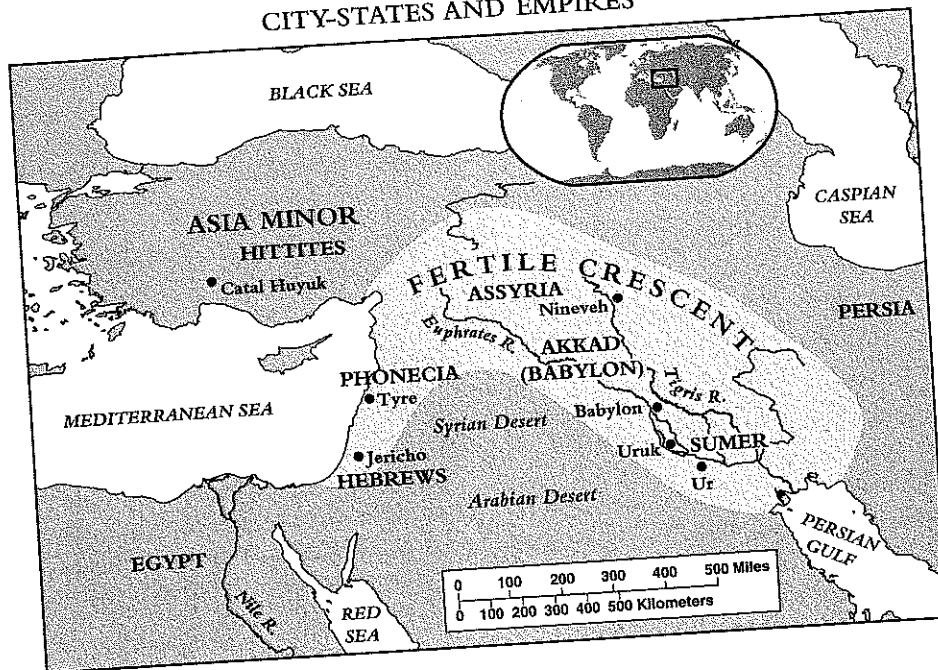 CITY-STATES AND EMPIRES
BLACK SEA
CASPIAN
SEA
ASIA MINOR
HITTITES
Catal Huyuk
FERTILE CRESCENT
ASSYRIA
Nineveh
PERSIA
Euphrates R.
AKKAD
(BABYLON)
PHONECIA
Tyre
Tigris R.
MEDITERRANEAN SEA
Syrian Desert
Babylon
Uruk
SUMER
Jericho
HEBREWS
Ur
Arabian Desert
PERSIAN
GULF
EGYPT
Nile R.
RED
SEA
0 100 200 300 400 500 Miles
0 100 200 300 400 500 Kilometers